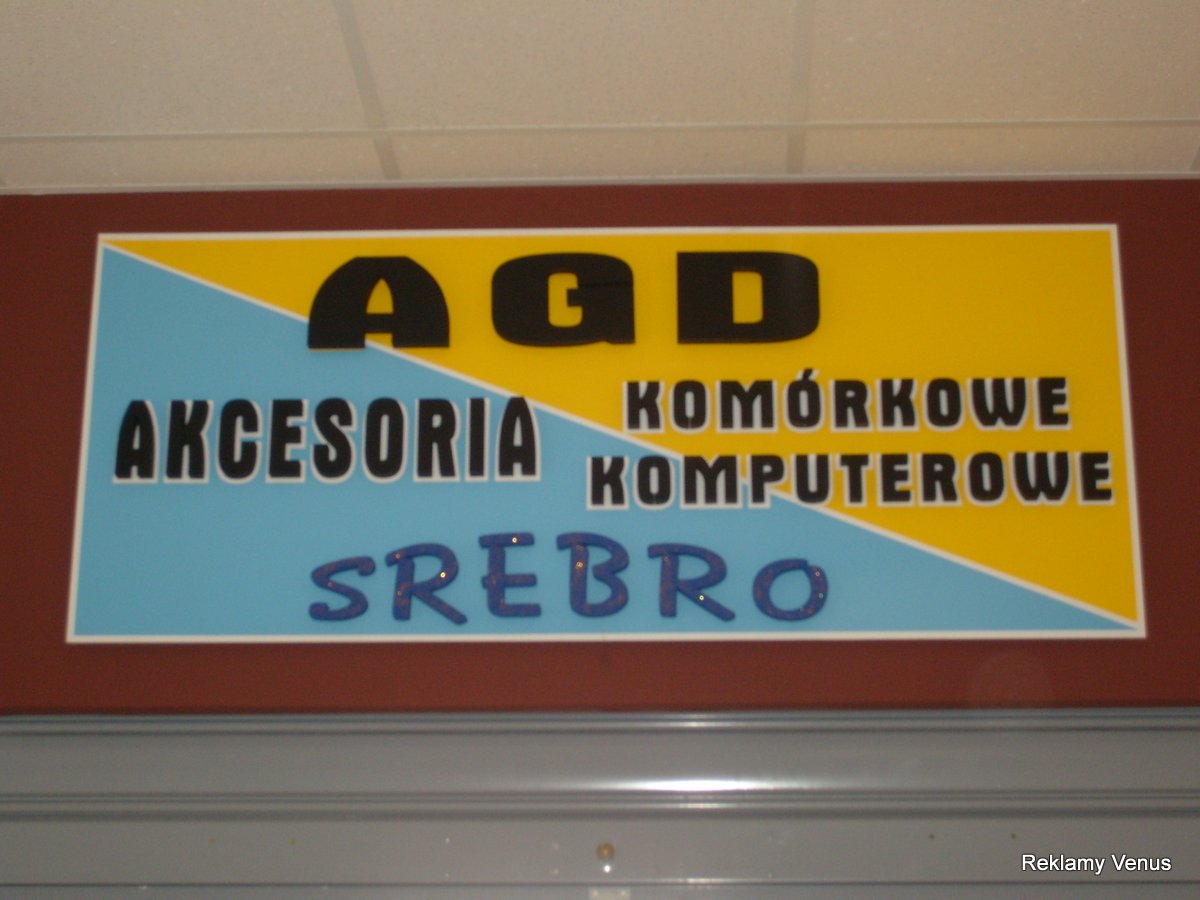 AGD
AKCESORIA
KOMÓRKOWE
KOMPUTEROWE
SREBRO
Reklamy Venus